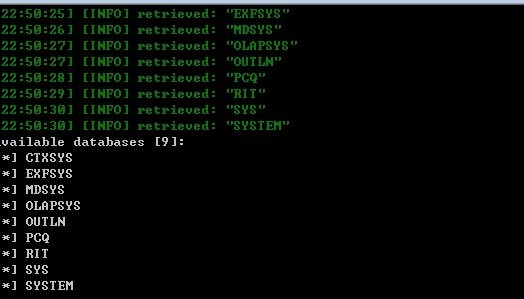 22:50:25] [INFO] retrieved: "EXFSYS"
22:50:26] [INFO] retrieved: "MDSYS"
22:50:27] [INFO] retrieved: "OLAPSYS"
22:50:27] [INFO] retrieved: "OUTLN"
22:50:28] [INFO] retrieved: "PCQ"
22:50:29] [INFO] retrieved: "RIT"
22:50:30] [INFO] retrieved: "SYS"
22:50:30] [INFO] retrieved: "SYSTEM"
vailable databases [9]:
*] CTXSYS
*] EXFSYS
*] MDSYS
*] OLAPSYS
*] OUTLN
*] PCQ
*] RIT
*] SYS
*] SYSTEM